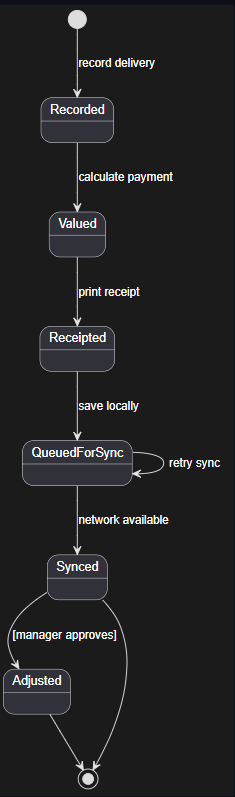 record delivery
Recorded
calculate payment
Valued
print receipt
Receipted
save locally
QueuedForSync
retry sync
network available
Synced
[manager approves]
Adjusted